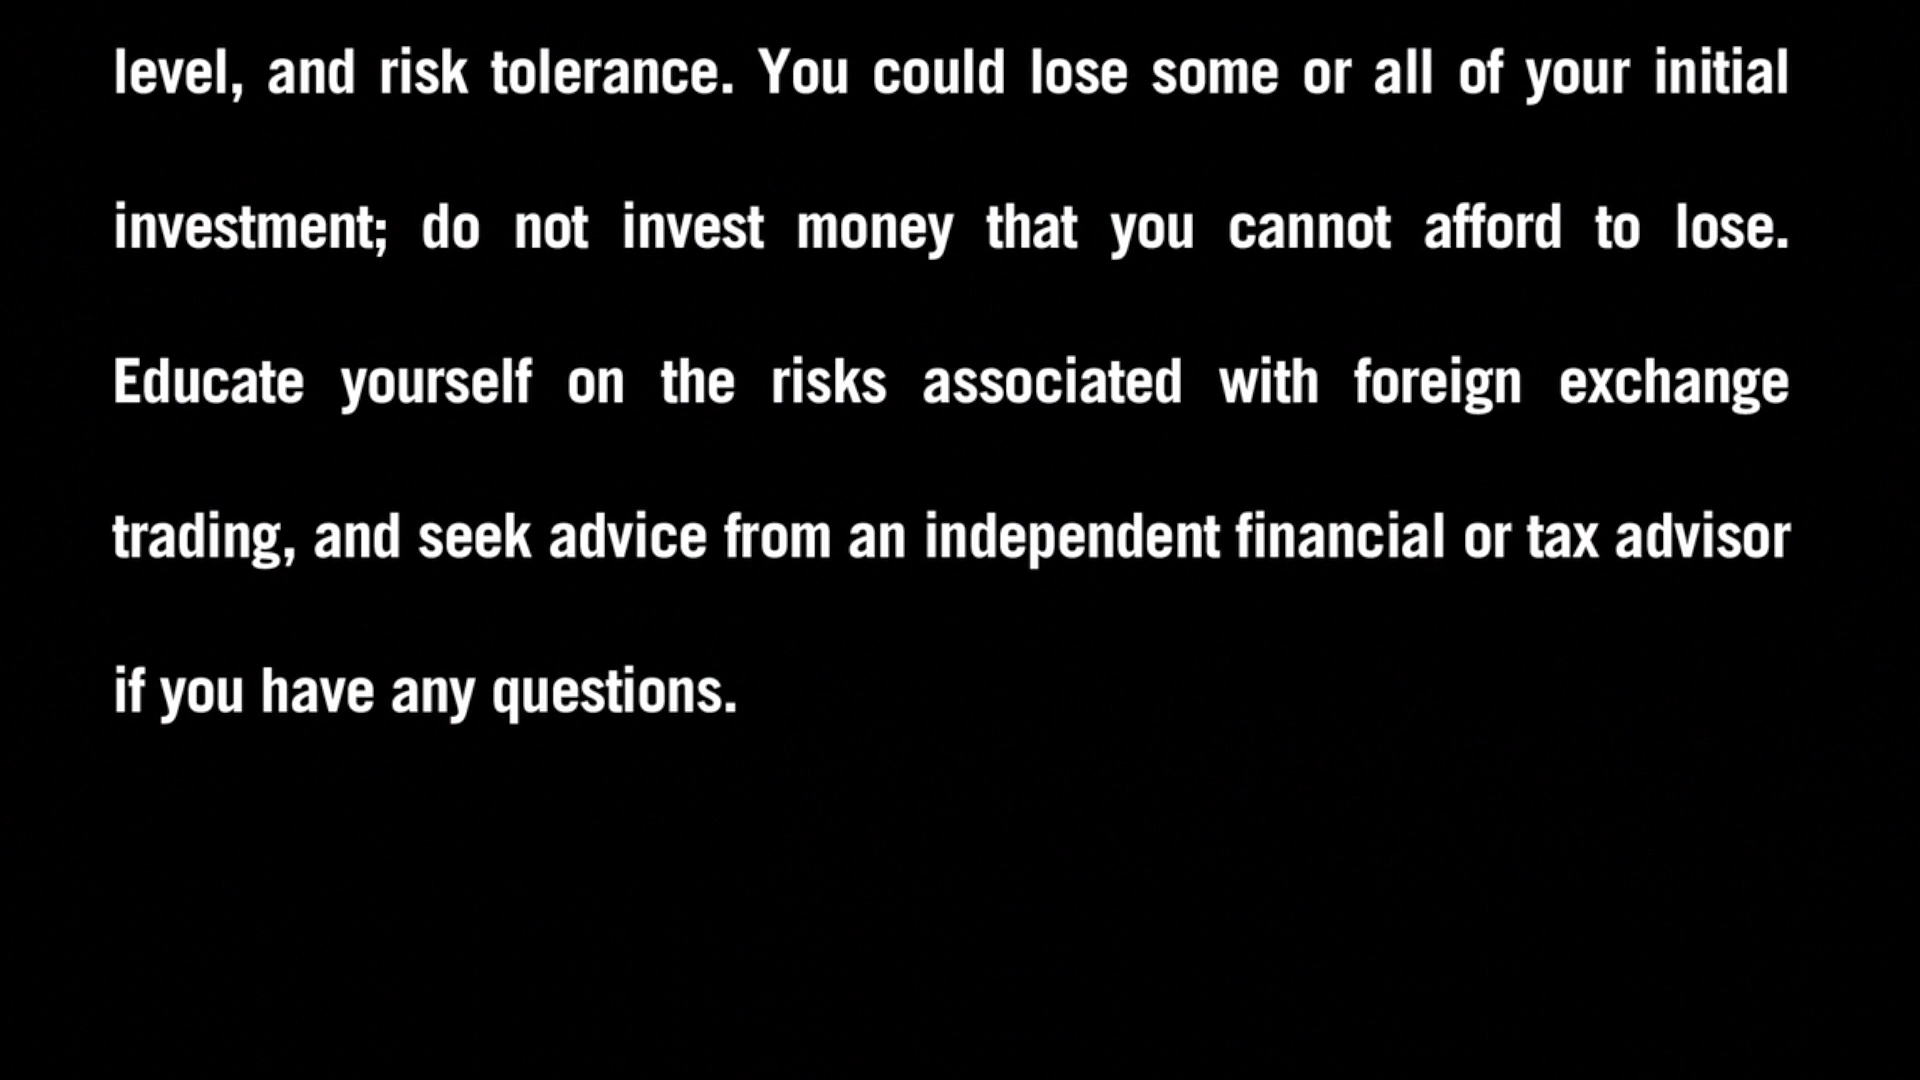 level, and risk tolerance. You could lose some or all of your initial
investment; do not invest money that you cannot afford to lose.
Educate yourself on the risks associated with foreign exchange
trading, and seek advice from an independent financial or tax advisor
if you have any questions.